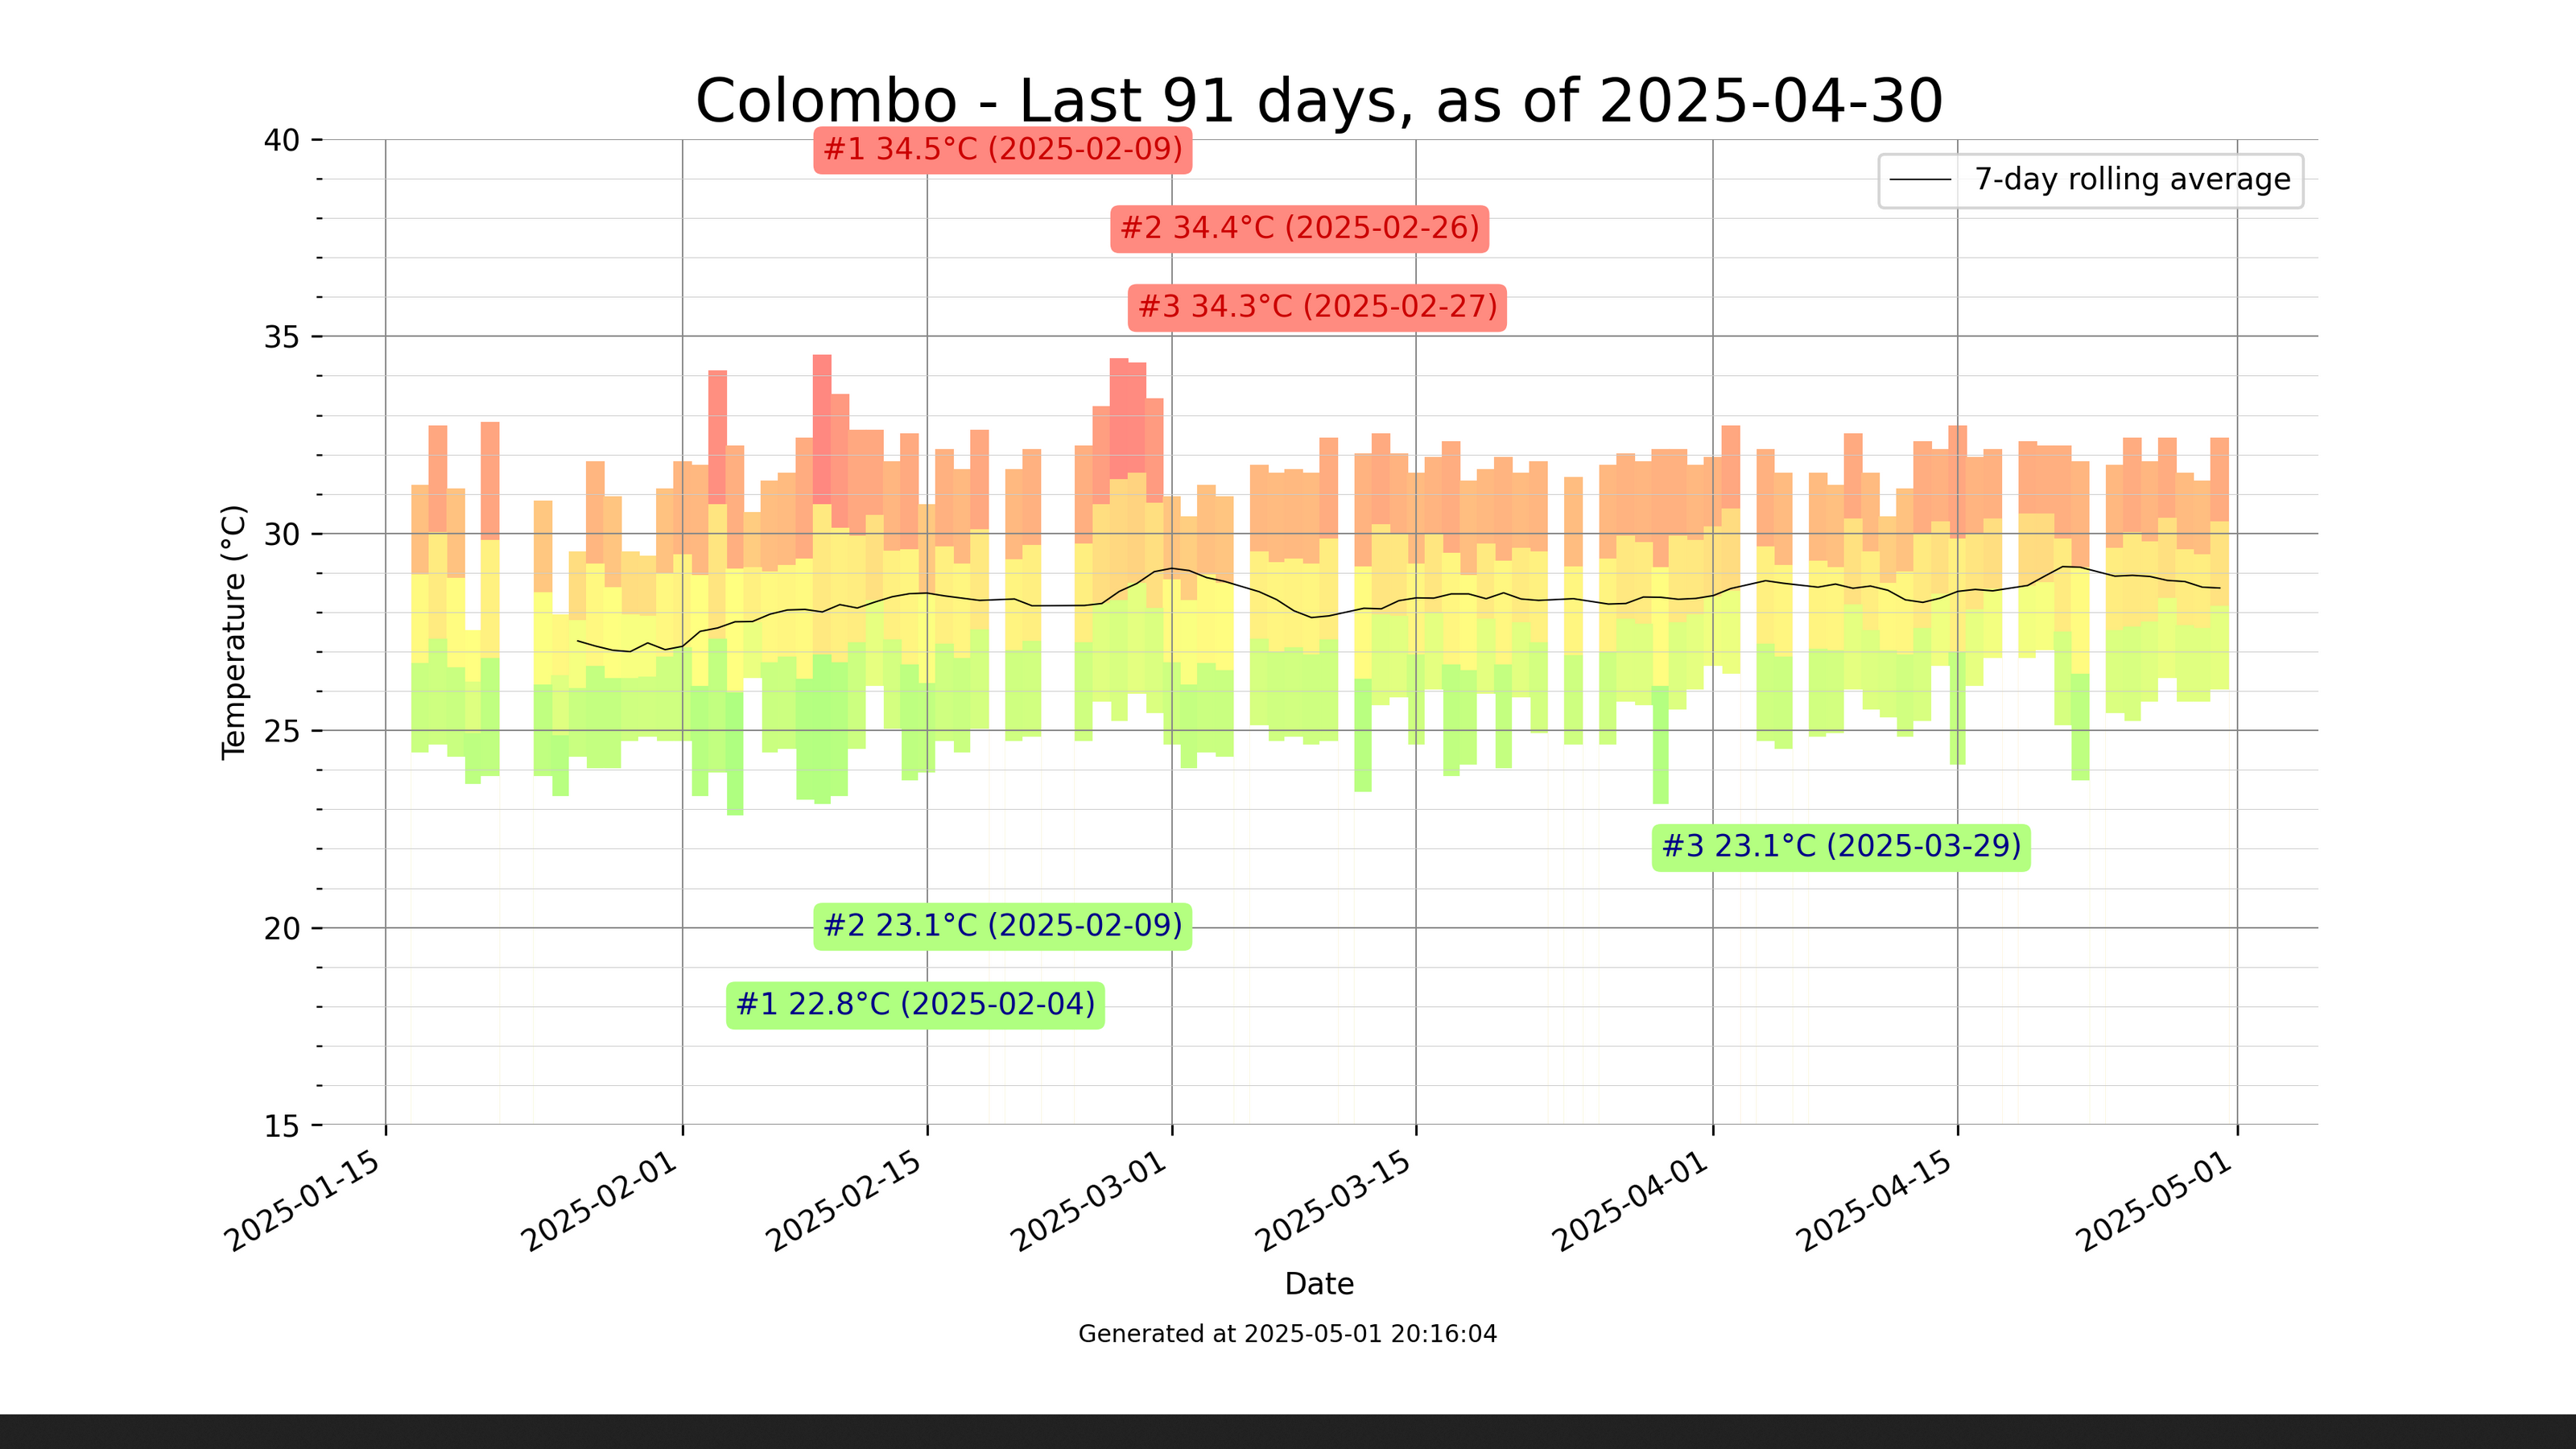 Colombo - Last 91 days, as of 2025-04-30
#1 34.5°C (2025-02-09)
7-day rolling average
#2 34.4°C (2025-02-26)
#3 34.3°C (2025-02-27)
40
35
30
25
20
15
Temperature (°C)
#3 23.1°C (2025-03-29)
#2 23.1°C (2025-02-09)
#1 22.8°C (2025-02-04)
2025-01-15
2025-02-01
2025-02-15
2025-03-01
2025-03-15
2025-04-01
2025-04-15
2025-05-01
Date
Generated at 2025-05-01 20:16:04